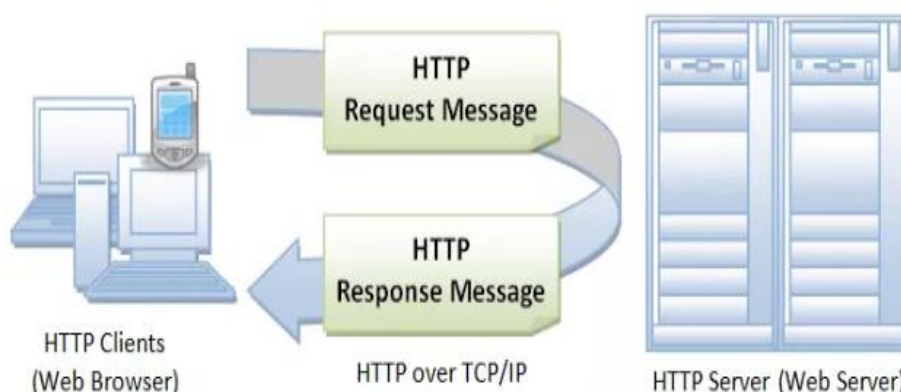 HTTP
Request Message
HTTP
Response Message
HTTP Clients
(Web Browser)
HTTP over TCP/IP
HTTP Server (Web Server)